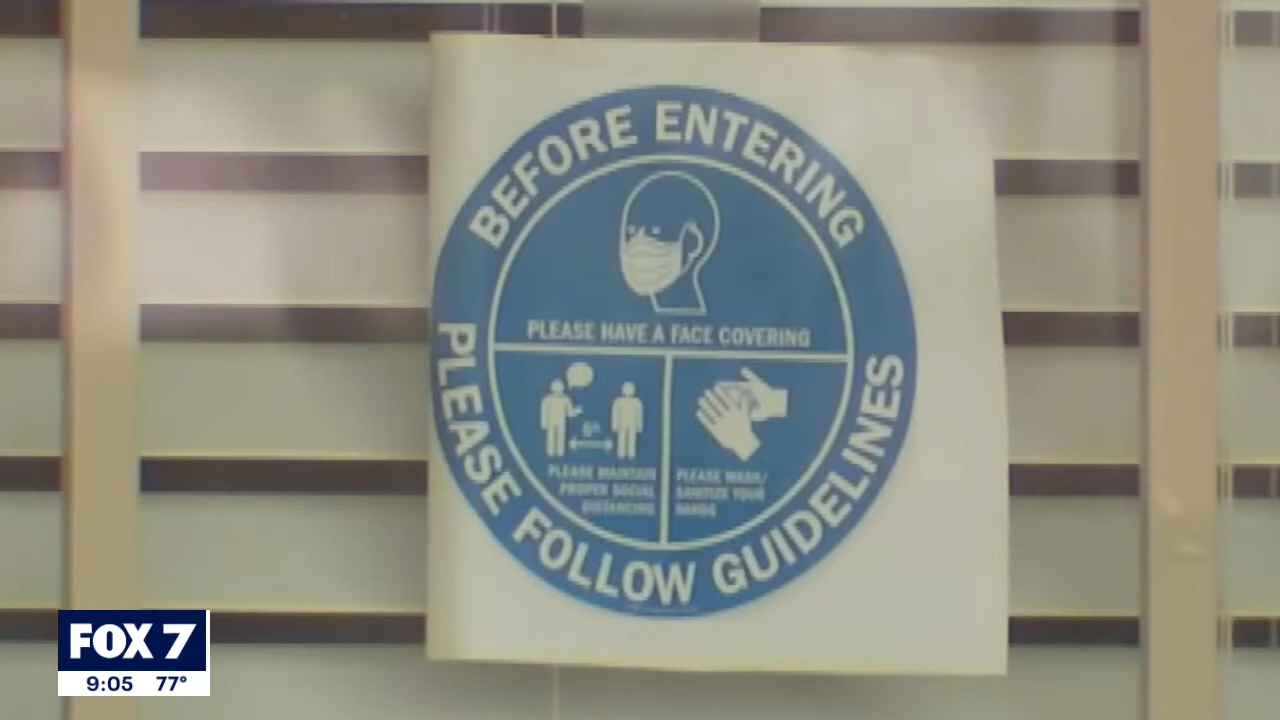 BEFORE ENTERING
PLEASE HAVE A FACE COVERING
6ft
PLEASE MAINTAIN
PROPER SOCIAL
DISTANCING
PLEASE WASH/
SANITIZE YOUR
HANDS
PLEASE FOLLOW GUIDELINES
FOX 7
9:05 77°